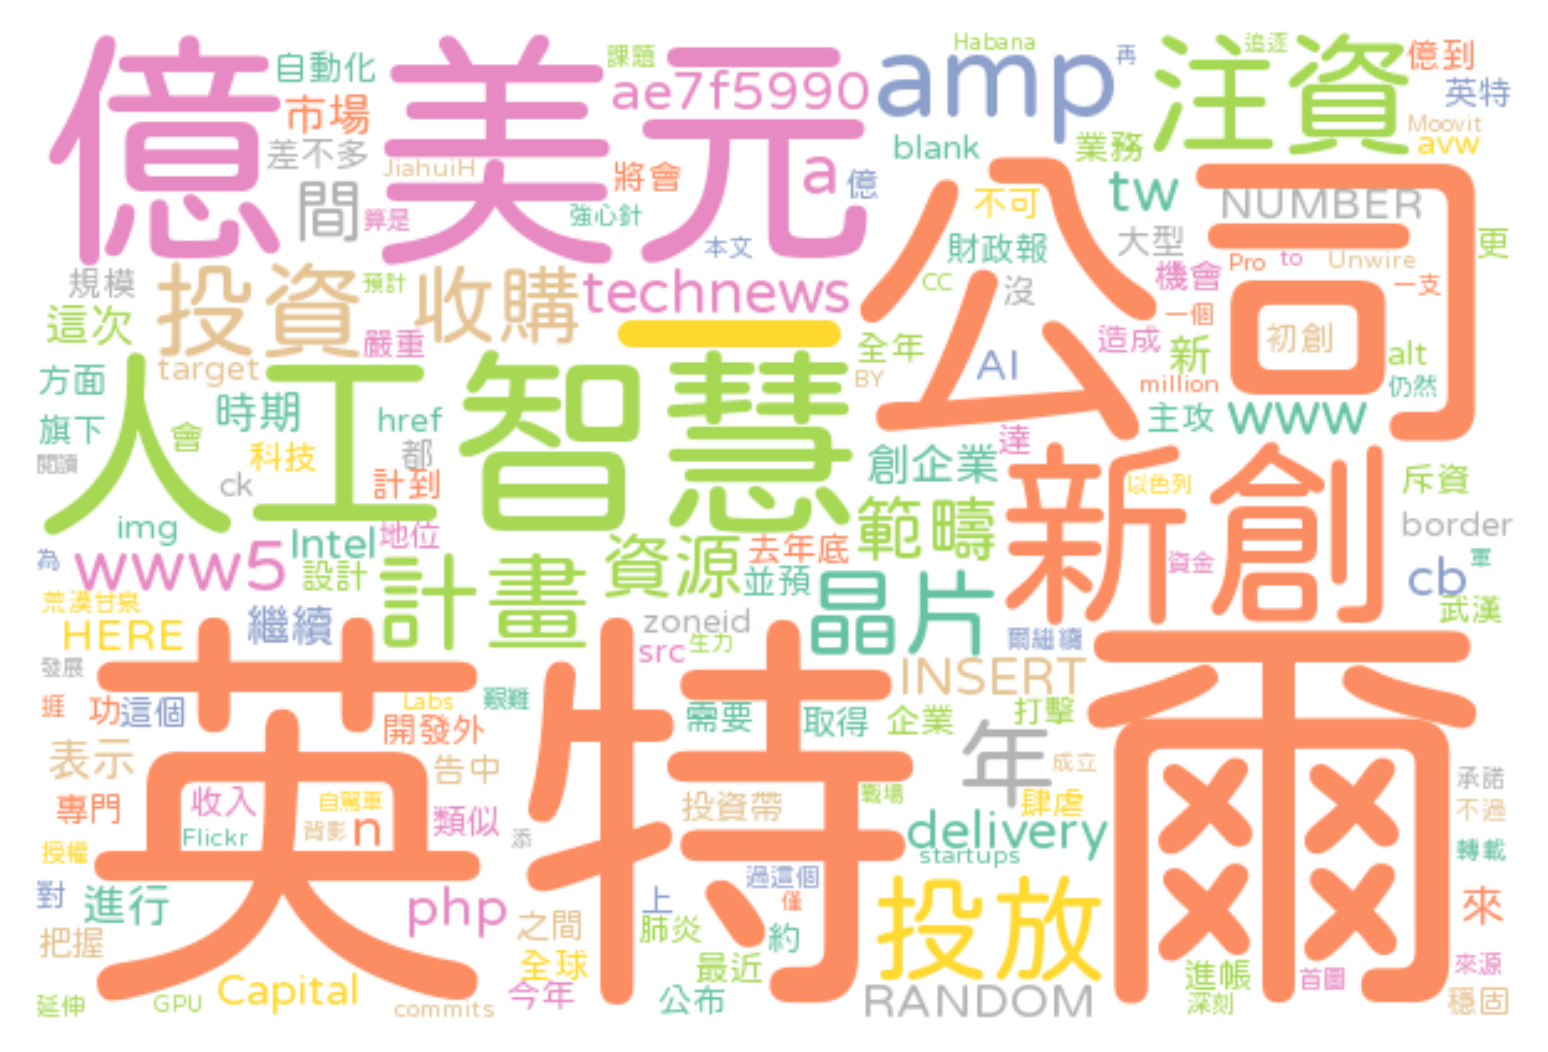 億美元
自動化
課題
Habana
再
追逐
億到
市場
ae7f5990
amp
注資
英特
差不多
JiahuiH
將會
a
億
blank
業務
Moovit
avw
間
算是
強心針
本文
不可
tw
公司
NUMBER
更
財政報
大型
規模
投資
預計
收購
technews
一
CC
沒
機會
Pro
to
Unwire
一支
這次
嚴重
全年
一個
造成
新
初創
alt
target
BY
AI
million
仍然
方面
人工智慧
時期
href
主攻
www
旗下
會
科技
都
達
閱讀
ck
計到
創企業
新創
以色列
斥資
img
Intel
地位
範疇
border
為
www5
設計
計畫
資源
去年底
並預
晶片
資金
cb
軍
荒漠甘泉
武漢
HERE
繼續
zoneid
src
生力
爾繼續
發展
英特爾
INSERT
Labs
艱難
捱
功
這個
開發外
需要
取得
企業
打擊
表示
告中
年
成立
承諾
專門
收入
自駕車
投資帶
戰場
肆虐
不過
Flickr
背影
n
類似
添
delivery
授權
startups
轉載
對
進行
過這個
php
上
僅
投放
來
把握
之間
肺炎
約
全球
最近
進帳
首圖
來源
延伸
GPU
Capital
commits
今年
公布
RANDOM
深刻
穩固